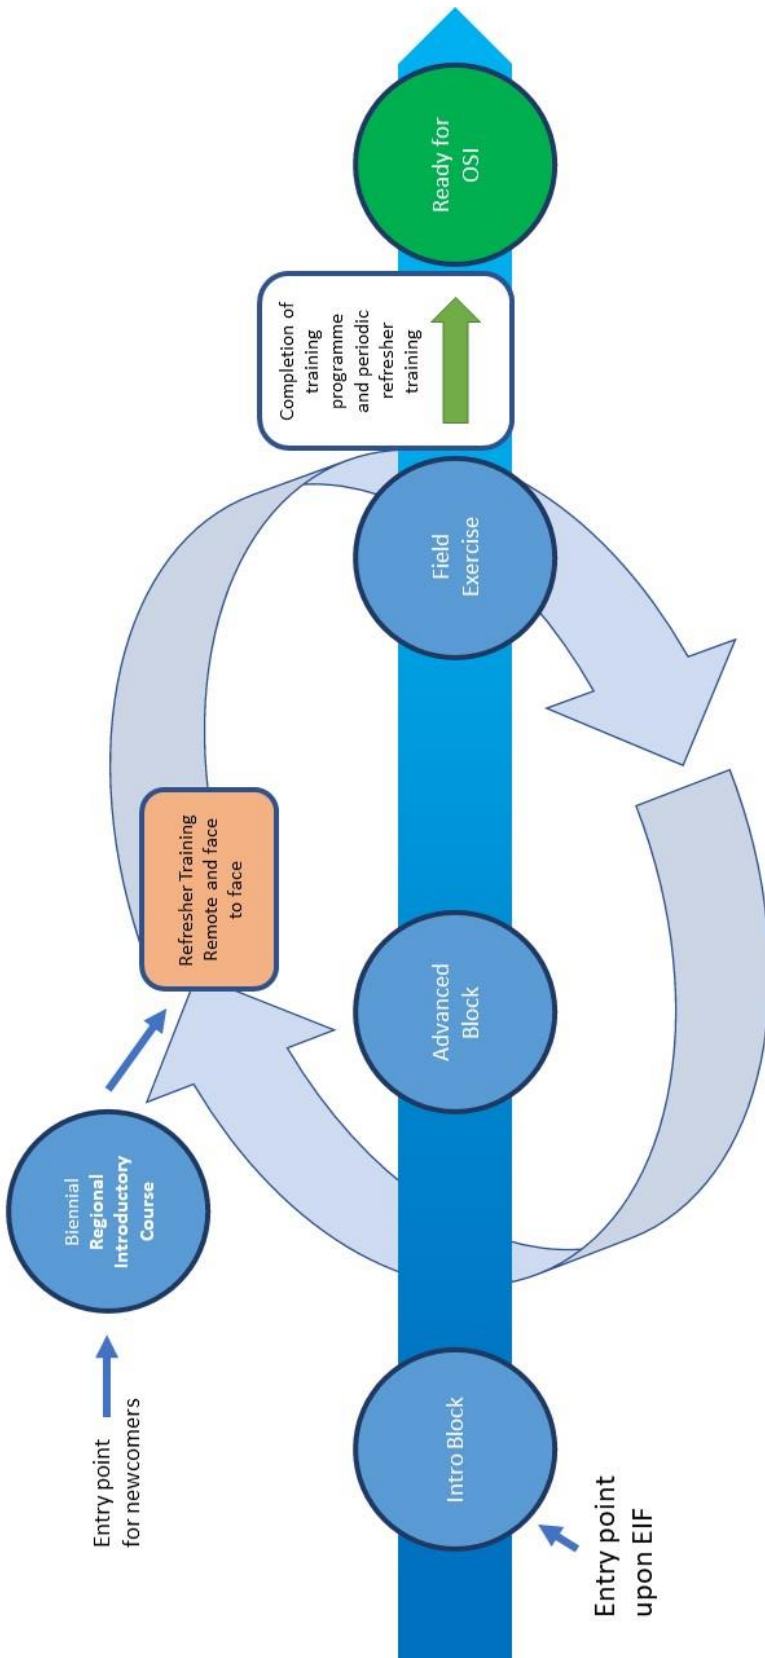 Entry point
for newcomers
Biennial
Regional
Introductory
Course
Refresher Training
Remote and face
to face
Completion of
training
programme
and periodic
refresher
training
Intro Block
Advanced
Block
Field
Exercise
Ready for
OSI
Entry point
upon EIF